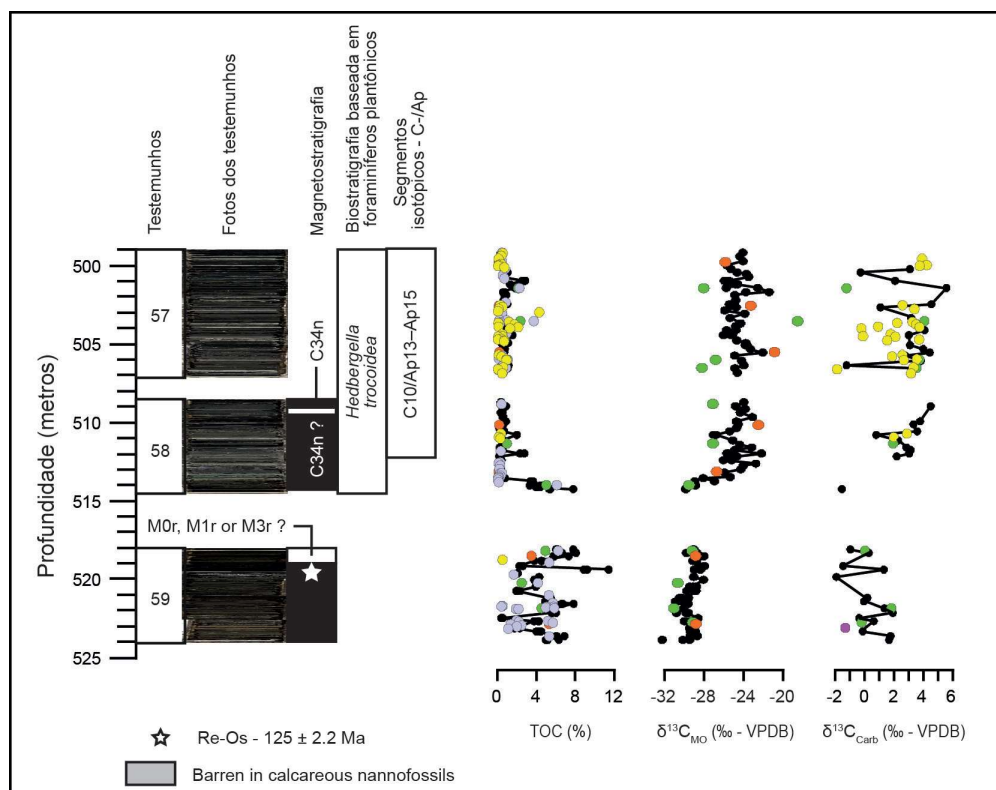 Testemunhos
Fotos dos testemunhos
Magnetostratigrafia
Biostratigrafia baseada em
foraminíferos plantônicos
Segmentos
isotópicos - C-/Ap
Profundidade (metros)
500
505
510
515
520
525
57
58
59
C34n
C34n ?
M0r, M1r or M3r ?
Hedbergella
trocoidea
C10/Ap13–Ap15
0 4 8 12
TOC (%)
-32 -28 -24 -20
δ¹³C_MO (‰ - VPDB)
-2 0 2 4 6
δ¹³C_Carb (‰ - VPDB)
Re-Os - 125 ± 2.2 Ma
Barren in calcareous nannofossils